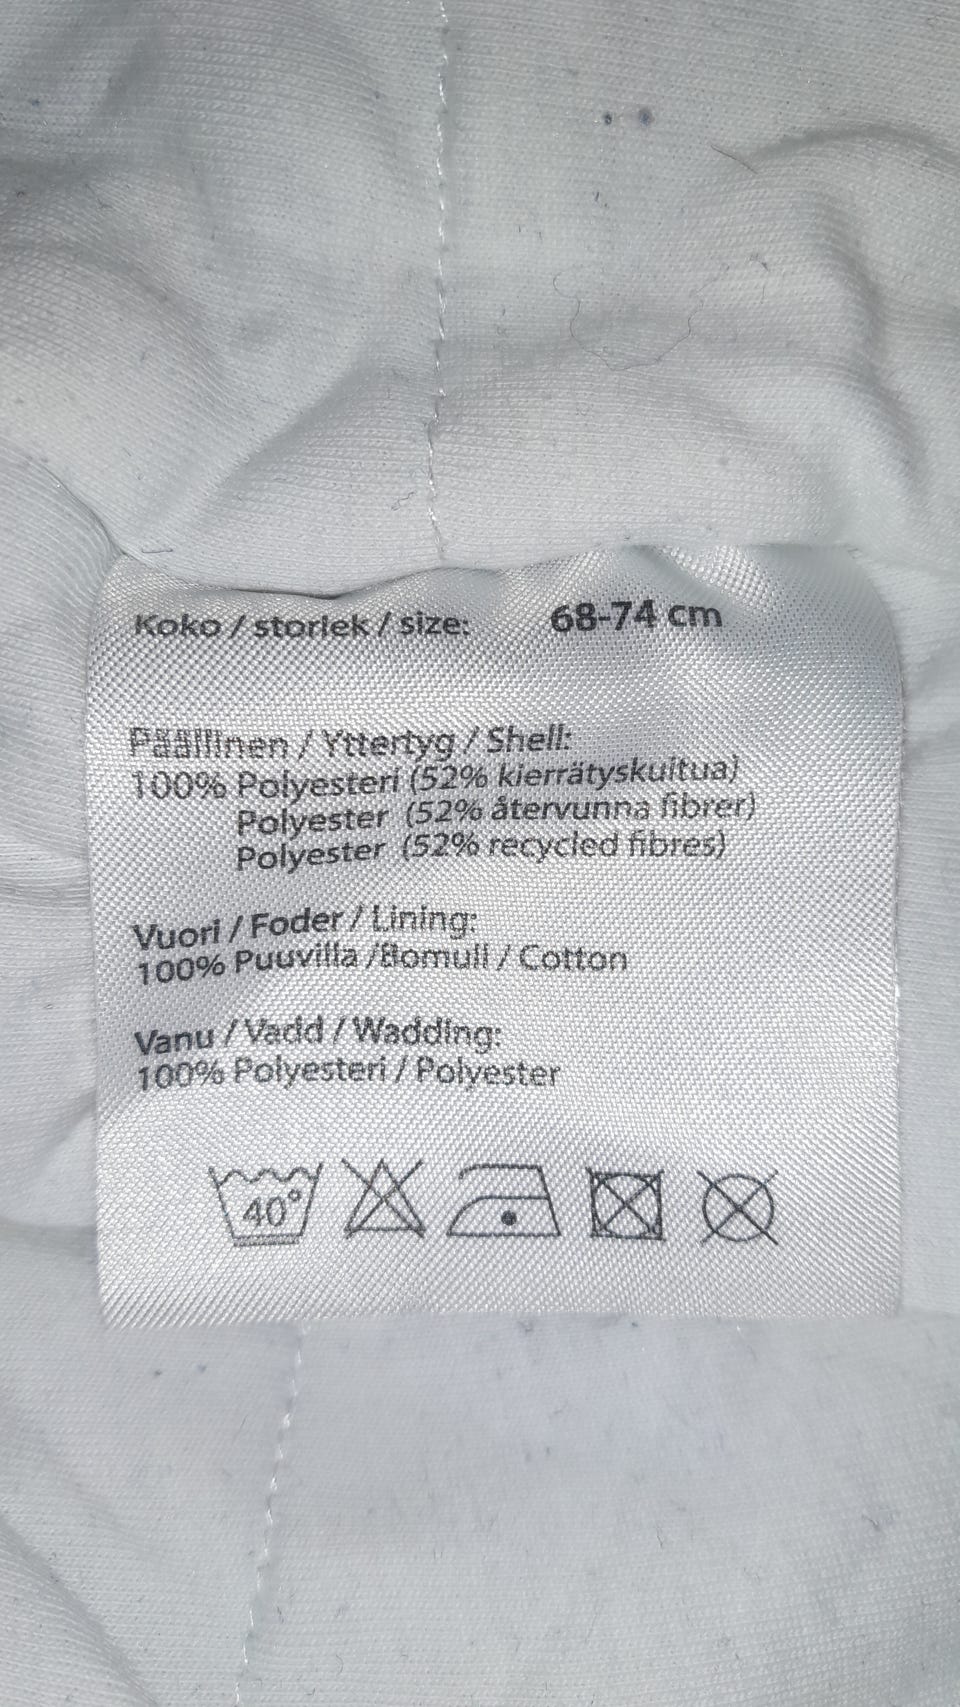 Koko / storlek / size: 68-74 cm
Päällinen / Yttertyg / Shell:
100% Polyesteri (52% kierrätyskuitua)
Polyester (52% återvunna fibrer)
Polyester (52% recycled fibres)
Vuori / Foder / Lining:
100% Puuvilla /Bomull / Cotton
Vanu / Vadd / Wadding:
100% Polyesteri / Polyester
40°